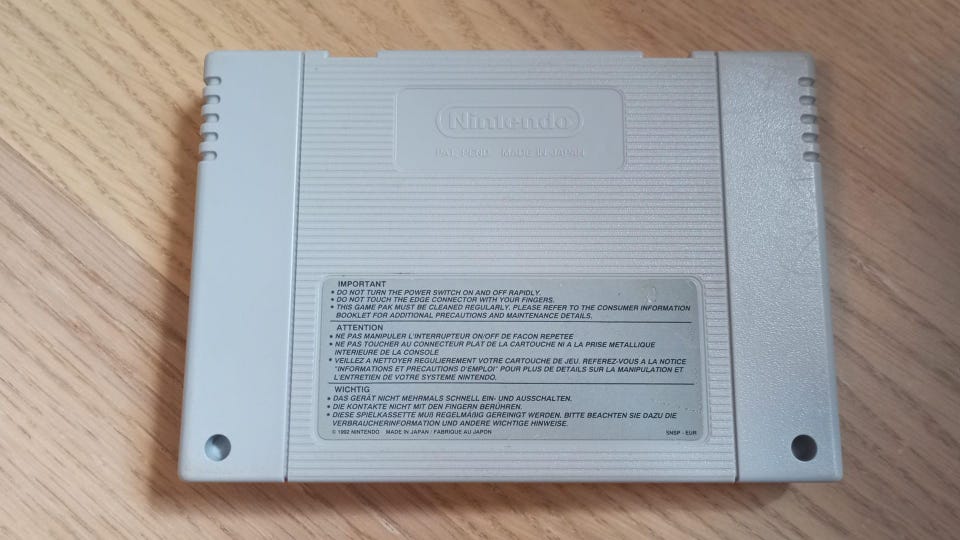 Nintendo
PAT. PEND. MADE IN JAPAN
IMPORTANT
• DO NOT TURN THE POWER SWITCH ON AND OFF RAPIDLY.
• DO NOT TOUCH THE EDGE CONNECTOR WITH YOUR FINGERS.
• THIS GAME PAK MUST BE CLEANED REGULARLY. PLEASE REFER TO THE CONSUMER INFORMATION
BOOKLET FOR ADDITIONAL PRECAUTIONS AND MAINTENANCE DETAILS.
ATTENTION
• NE PAS MANIPULER L'INTERRUPTEUR ON/OFF DE FACON REPETEE
• NE PAS TOUCHER AU CONNECTEUR PLAT DE LA CARTOUCHE NI A LA PRISE METALLIQUE
INTERIEURE DE LA CONSOLE
• VEILLEZ A NETTOYER REGULIEREMENT VOTRE CARTOUCHE DE JEU. REFEREZ-VOUS A LA NOTICE
"INFORMATIONS ET PRECAUTIONS D'EMPLOI" POUR PLUS DE DETAILS SUR LA MANIPULATION ET
L'ENTRETIEN DE VOTRE SYSTEME NINTENDO.
WICHTIG
• DAS GERÄT NICHT MEHRMALS SCHNELL EIN- UND AUSSCHALTEN.
• DIE KONTAKTE NICHT MIT DEN FINGERN BERÜHREN.
• DIESE SPIELKASSETTE MUß REGELMÄßIG GEREINIGT WERDEN. BITTE BEACHTEN SIE DAZU DIE
VERBRAUCHERINFORMATION UND ANDERE WICHTIGE HINWEISE.
© 1992 NINTENDO · MADE IN JAPAN / FABRIQUE AU JAPON SNSP - EUR